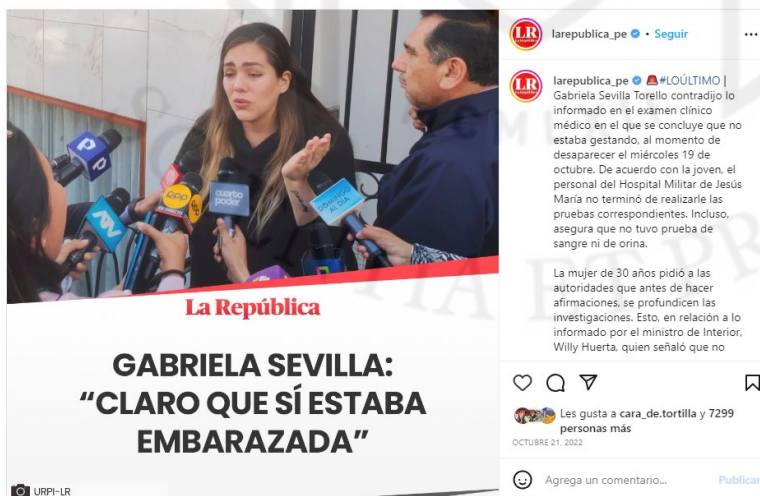 larepublica_pe • Seguir
larepublica_pe 🚨#LOÚLTIMO |
Gabriela Sevilla Torello contradijo lo
informado en el examen clínico
médico en el que se concluye que no
estaba gestando, al momento de
desaparecer el miércoles 19 de
octubre. De acuerdo con la joven, el
personal del Hospital Militar de Jesús
María no terminó de realizarle las
pruebas correspondientes. Incluso,
asegura que no tuvo prueba de
sangre ni de orina.
La mujer de 30 años pidió a las
autoridades que antes de hacer
afirmaciones, se profundicen las
investigaciones. Esto, en relación a lo
informado por el ministro de Interior,
Willy Huerta, quien señaló que no
Les gusta a cara_de.tortilla y 7299
personas más
OCTUBRE 21, 2022
Agrega un comentario...
Publicar
LR
LR
RPP
cuarto
poder
DOMINGO
AL DÍA
La República
GABRIELA SEVILLA:
“CLARO QUE SÍ ESTABA
EMBARAZADA”
URPI-LR